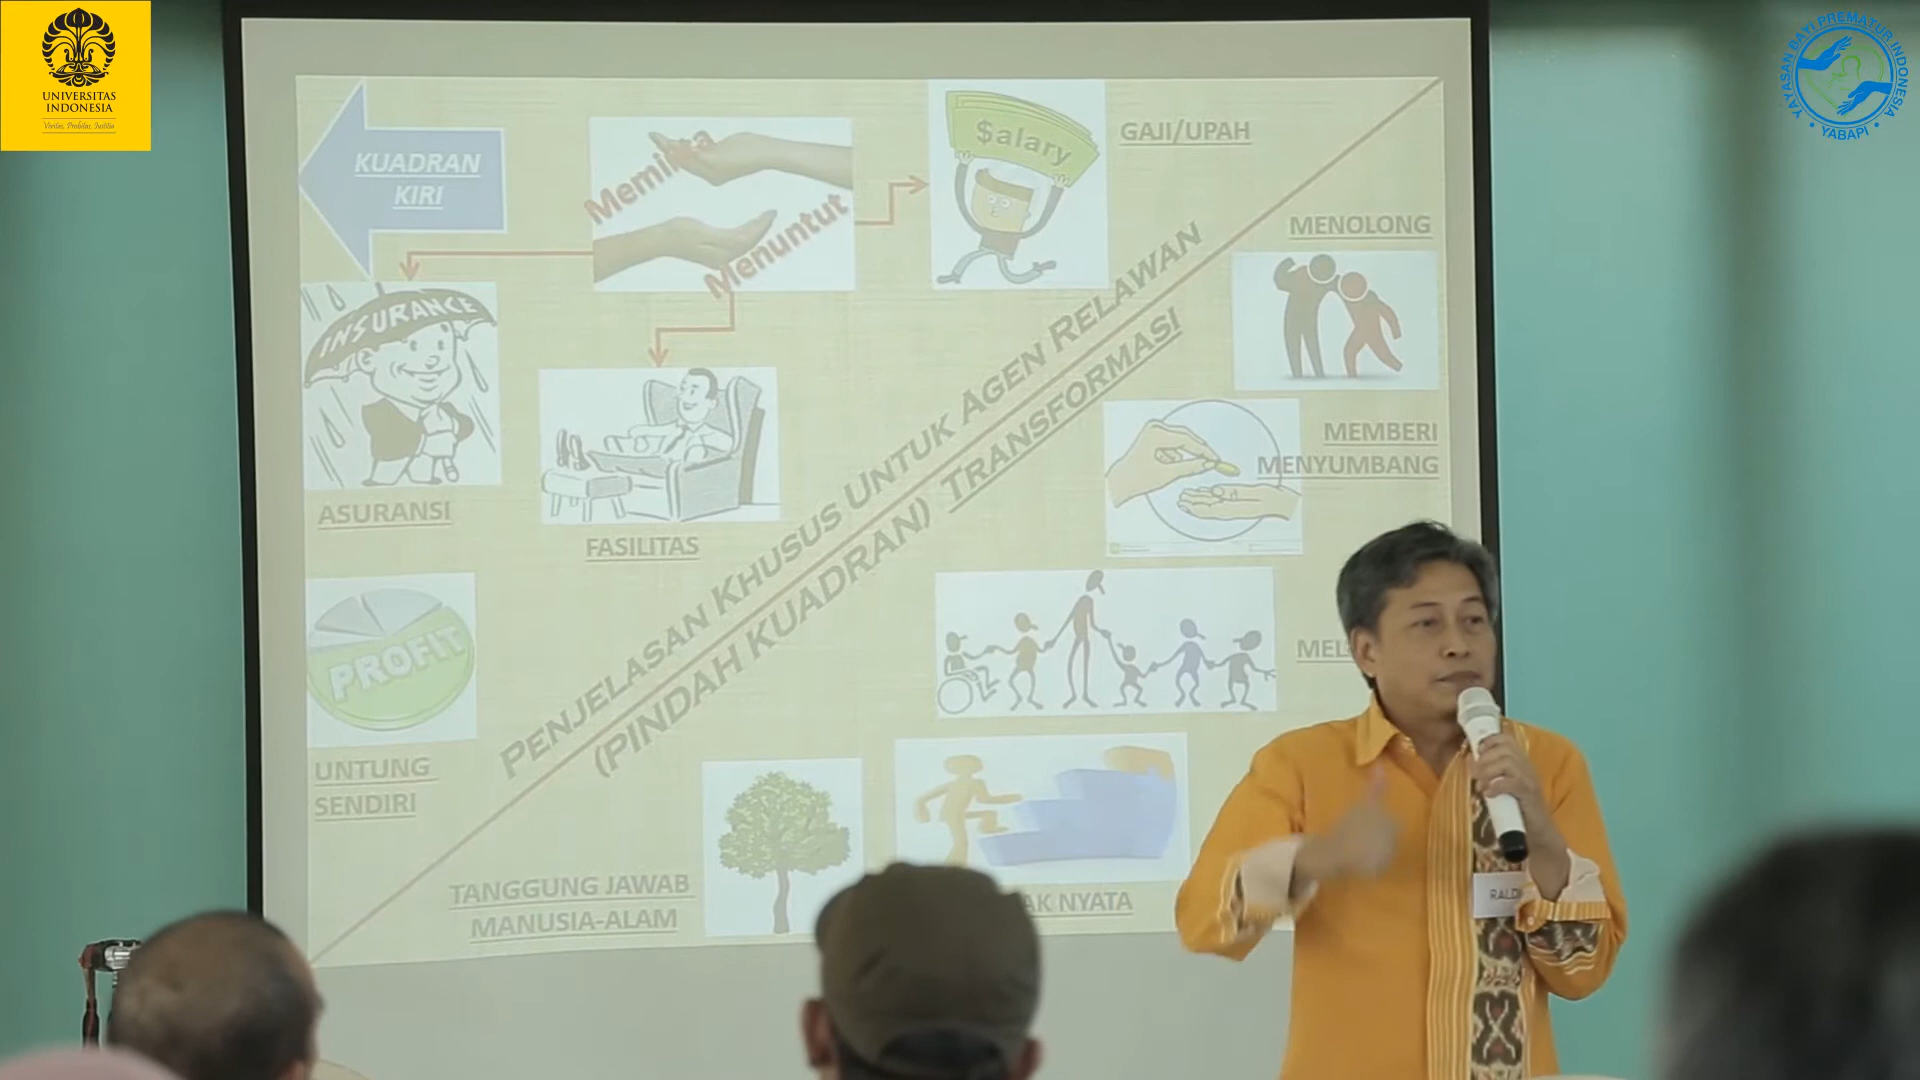 UNIVERSITAS
INDONESIA
Veritas, Probitas, Justitia
YAYASAN BAYI PREMATUR INDONESIA
• YABAPI •
KUADRAN
KIRI
Meminta
Menuntut
$alary
GAJI/UPAH
MENOLONG
INSURANCE
ASURANSI
FASILITAS
MEMBERI
MENYUMBANG
PENJELASAN KHUSUS UNTUK AGEN RELAWAN
(PINDAH KUADRAN) TRANSFORMASI
PROFIT
UNTUNG
SENDIRI
TANGGUNG JAWAB
MANUSIA-ALAM
NYATA